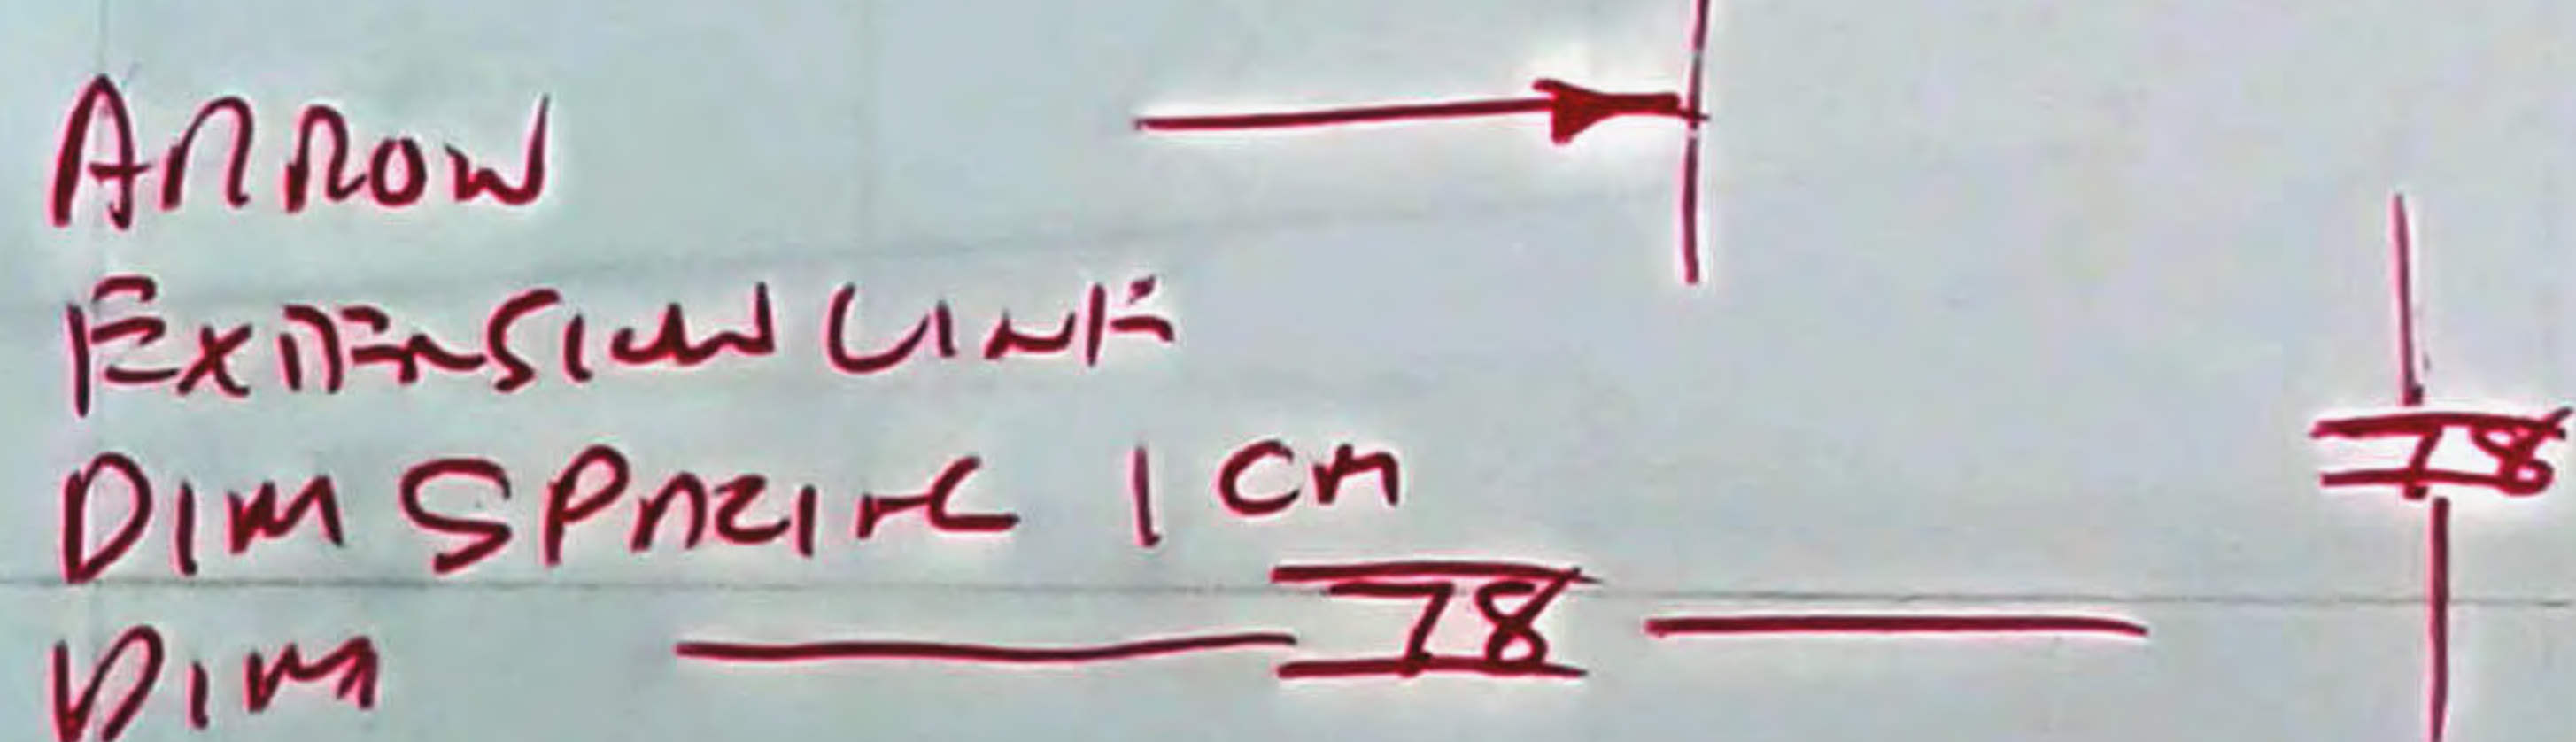 ARROW
EXTENSION LINE
DIM SPACING 1 CM
DIM 78
78